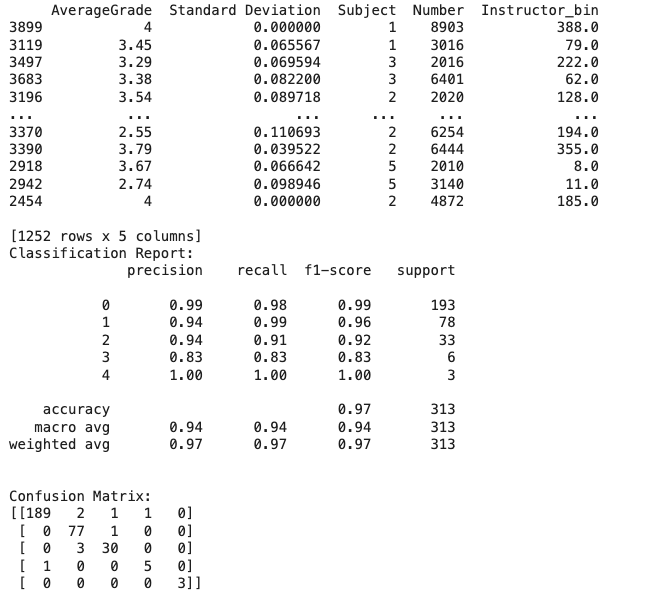 AverageGrade Standard Deviation Subject Number Instructor_bin
3899 4 0.000000 1 8903 388.0
3119 3.45 0.065567 1 3016 79.0
3497 3.29 0.069594 3 2016 222.0
3683 3.38 0.082200 3 6401 62.0
3196 3.54 0.089718 2 2020 128.0
... ... ... ... ... ...
3370 2.55 0.110693 2 6254 194.0
3390 3.79 0.039522 2 6444 355.0
2918 3.67 0.066642 5 2010 8.0
2942 2.74 0.098946 5 3140 11.0
2454 4 0.000000 2 4872 185.0
[1252 rows x 5 columns]
Classification Report:
precision recall f1-score support
0 0.99 0.98 0.99 193
1 0.94 0.99 0.96 78
2 0.94 0.91 0.92 33
3 0.83 0.83 0.83 6
4 1.00 1.00 1.00 3
accuracy 0.97 313
macro avg 0.94 0.94 0.94 313
weighted avg 0.97 0.97 0.97 313
Confusion Matrix:
[[189 2 1 1 0]
[ 0 77 1 0 0]
[ 0 3 30 0 0]
[ 1 0 0 5 0]
[ 0 0 0 0 3]]